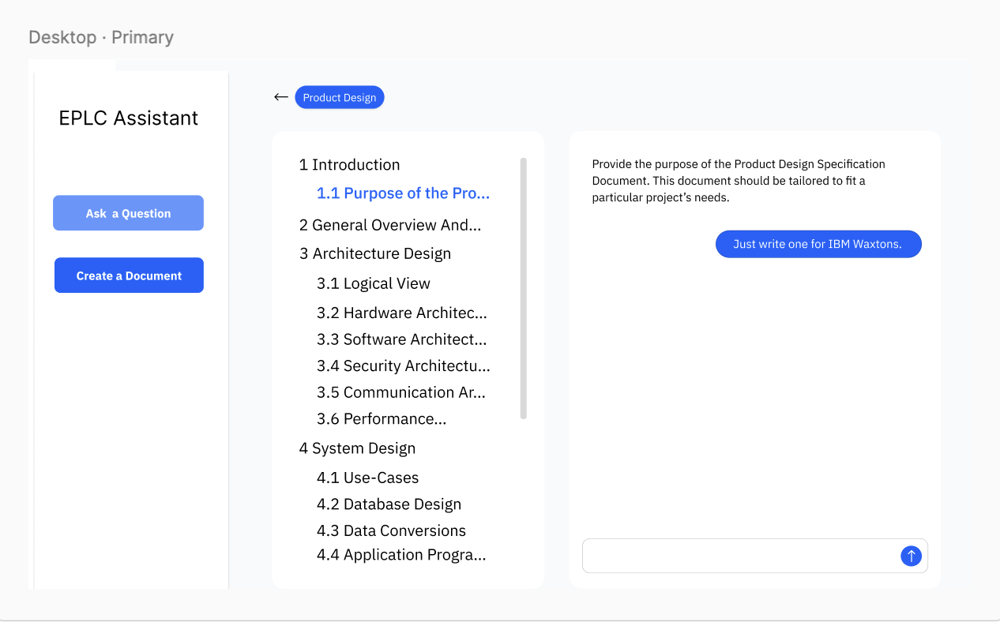 Desktop · Primary
EPLC Assistant
Ask a Question
Create a Document
← Product Design
1 Introduction
1.1 Purpose of the Pro...
2 General Overview And...
3 Architecture Design
3.1 Logical View
3.2 Hardware Architec...
3.3 Software Architect...
3.4 Security Architectu...
3.5 Communication Ar...
3.6 Performance...
4 System Design
4.1 Use-Cases
4.2 Database Design
4.3 Data Conversions
4.4 Application Progra...
Provide the purpose of the Product Design Specification
Document. This document should be tailored to fit a
particular project’s needs.
Just write one for IBM Waxtons.